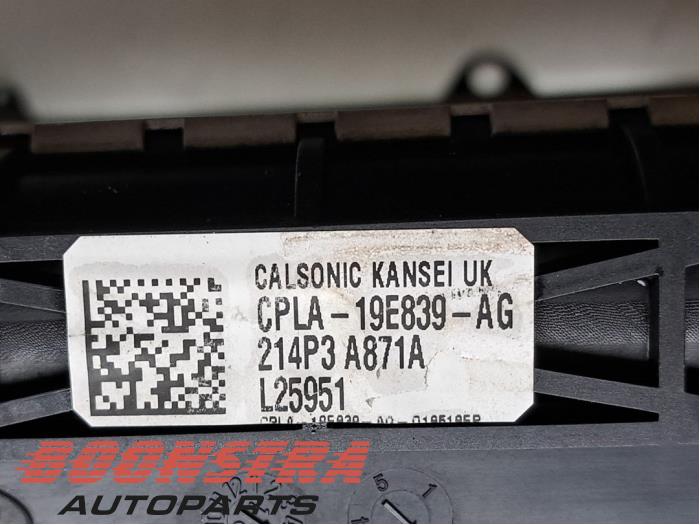 CALSONIC KANSEI UK
CPLA-19E839-AG
214P3 A871A
L25951
BOONSTRA
AUTOPARTS